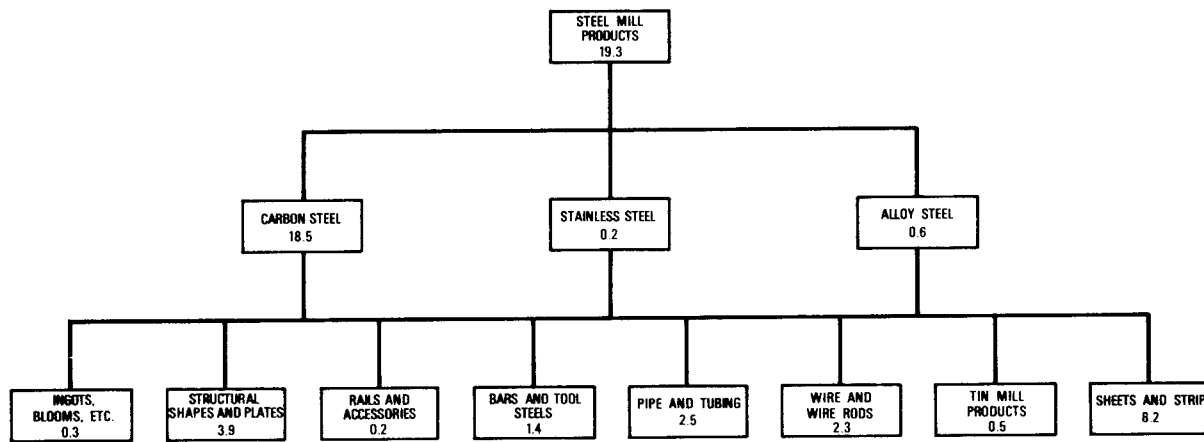 STEEL MILL
PRODUCTS
19.3
CARBON STEEL
18.5
STAINLESS STEEL
0.2
ALLOY STEEL
0.6
INGOTS,
BLOOMS, ETC.
0.3
STRUCTURAL
SHAPES AND PLATES
3.9
RAILS AND
ACCESSORIES
0.2
BARS AND TOOL
STEELS
1.4
PIPE AND TUBING
2.5
WIRE AND
WIRE RODS
2.3
TIN MILL
PRODUCTS
0.5
SHEETS AND STRIP
8.2